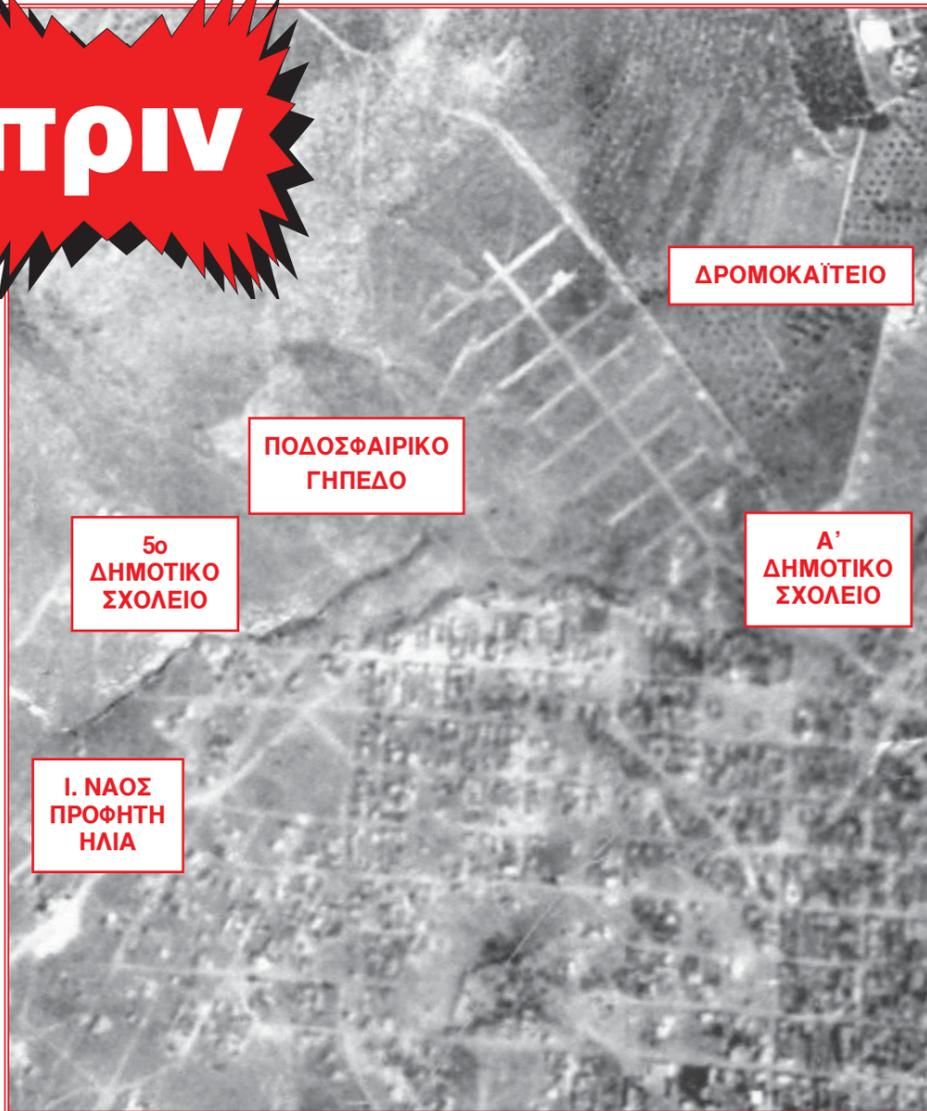 πριν
ΔΡΟΜΟΚΑΪΤΕΙΟ
ΠΟΔΟΣΦΑΙΡΙΚΟ
ΓΗΠΕΔΟ
5ο
ΔΗΜΟΤΙΚΟ
ΣΧΟΛΕΙΟ
Α’
ΔΗΜΟΤΙΚΟ
ΣΧΟΛΕΙΟ
Ι. ΝΑΟΣ
ΠΡΟΦΗΤΗ
ΗΛΙΑ